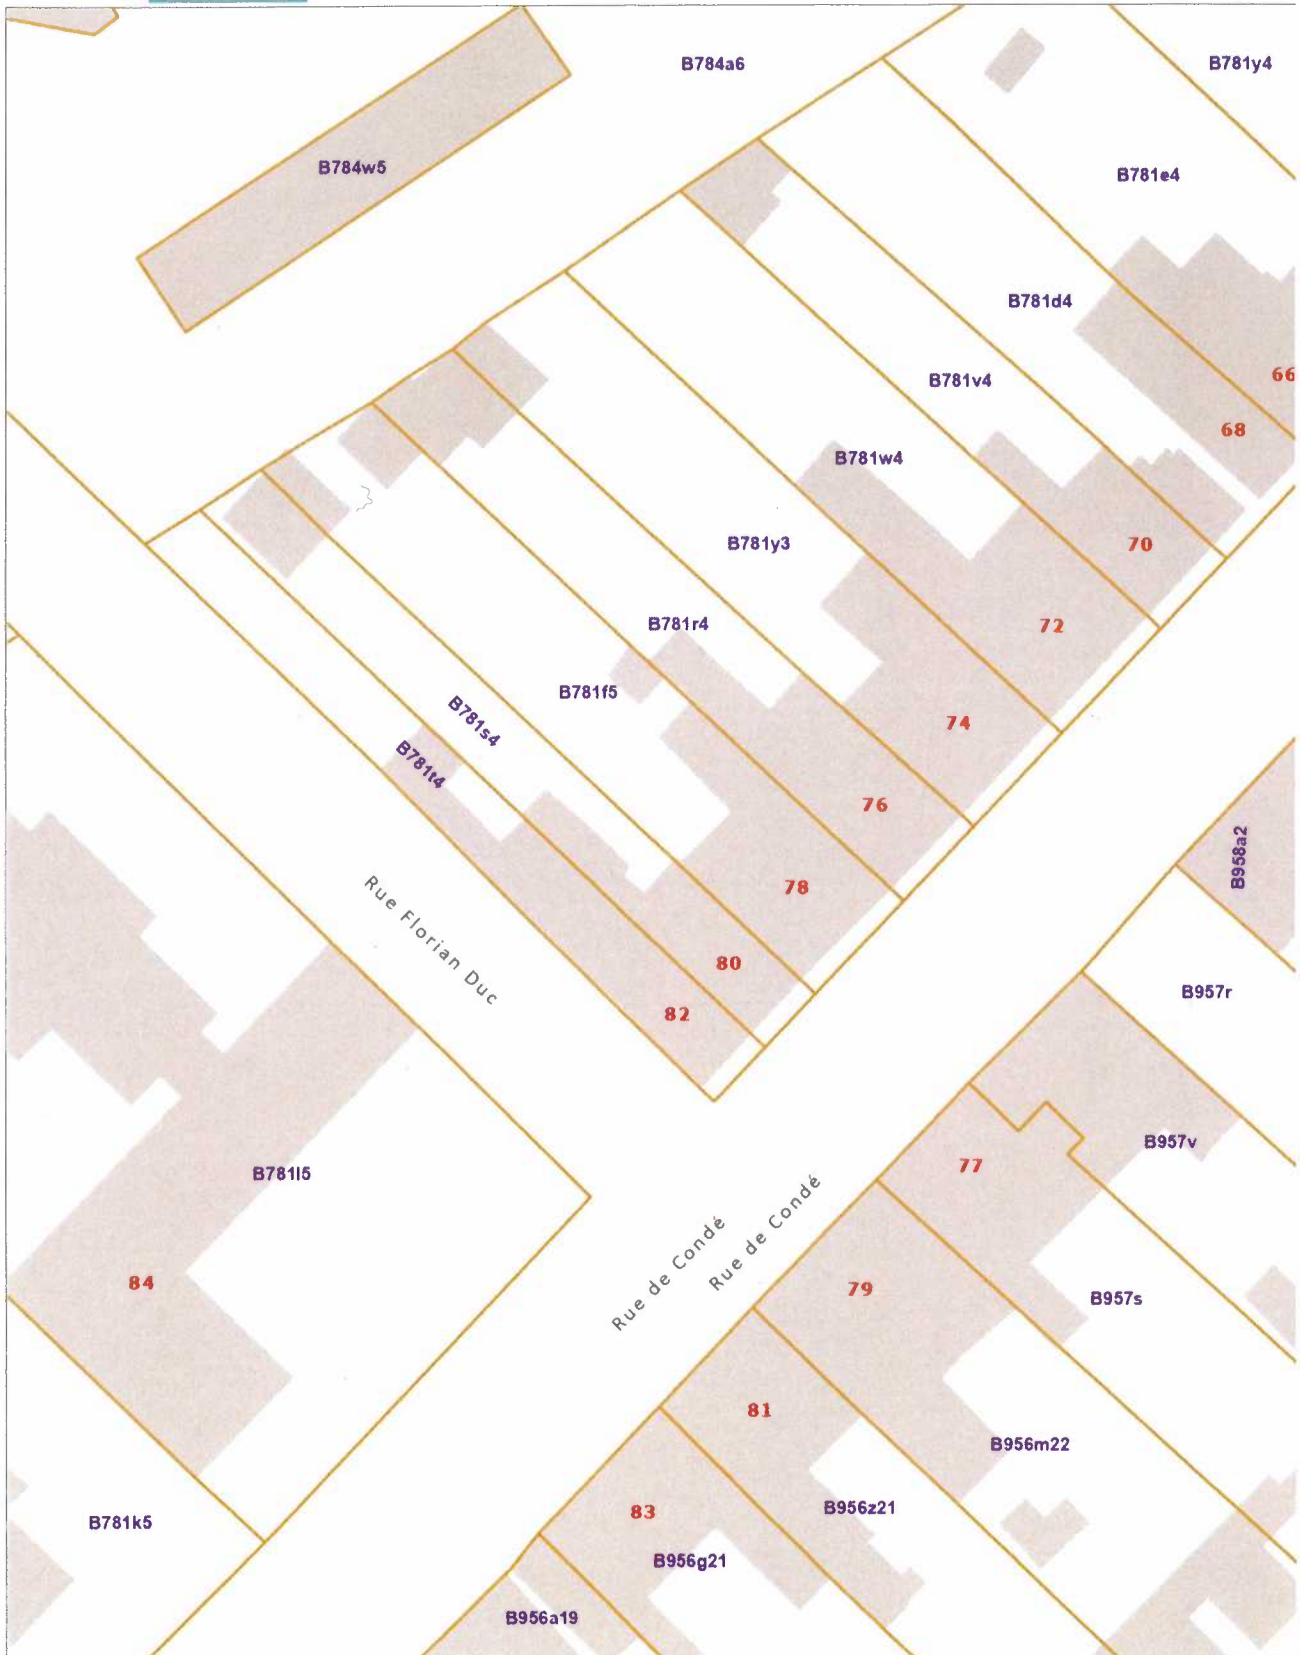 B784a6
B781y4
B784w5
B781e4
B781d4
66
B781v4
68
B781w4
B781y3
70
B781r4
72
B781f5
B781s4
74
B781t4
76
B958a2
78
Rue Florian Duc
80
B957r
82
B957v
77
B781l5
Rue de Condé
Rue de Condé
84
79
B957s
81
B956m22
83
B956z21
B781k5
B956g21
B956a19